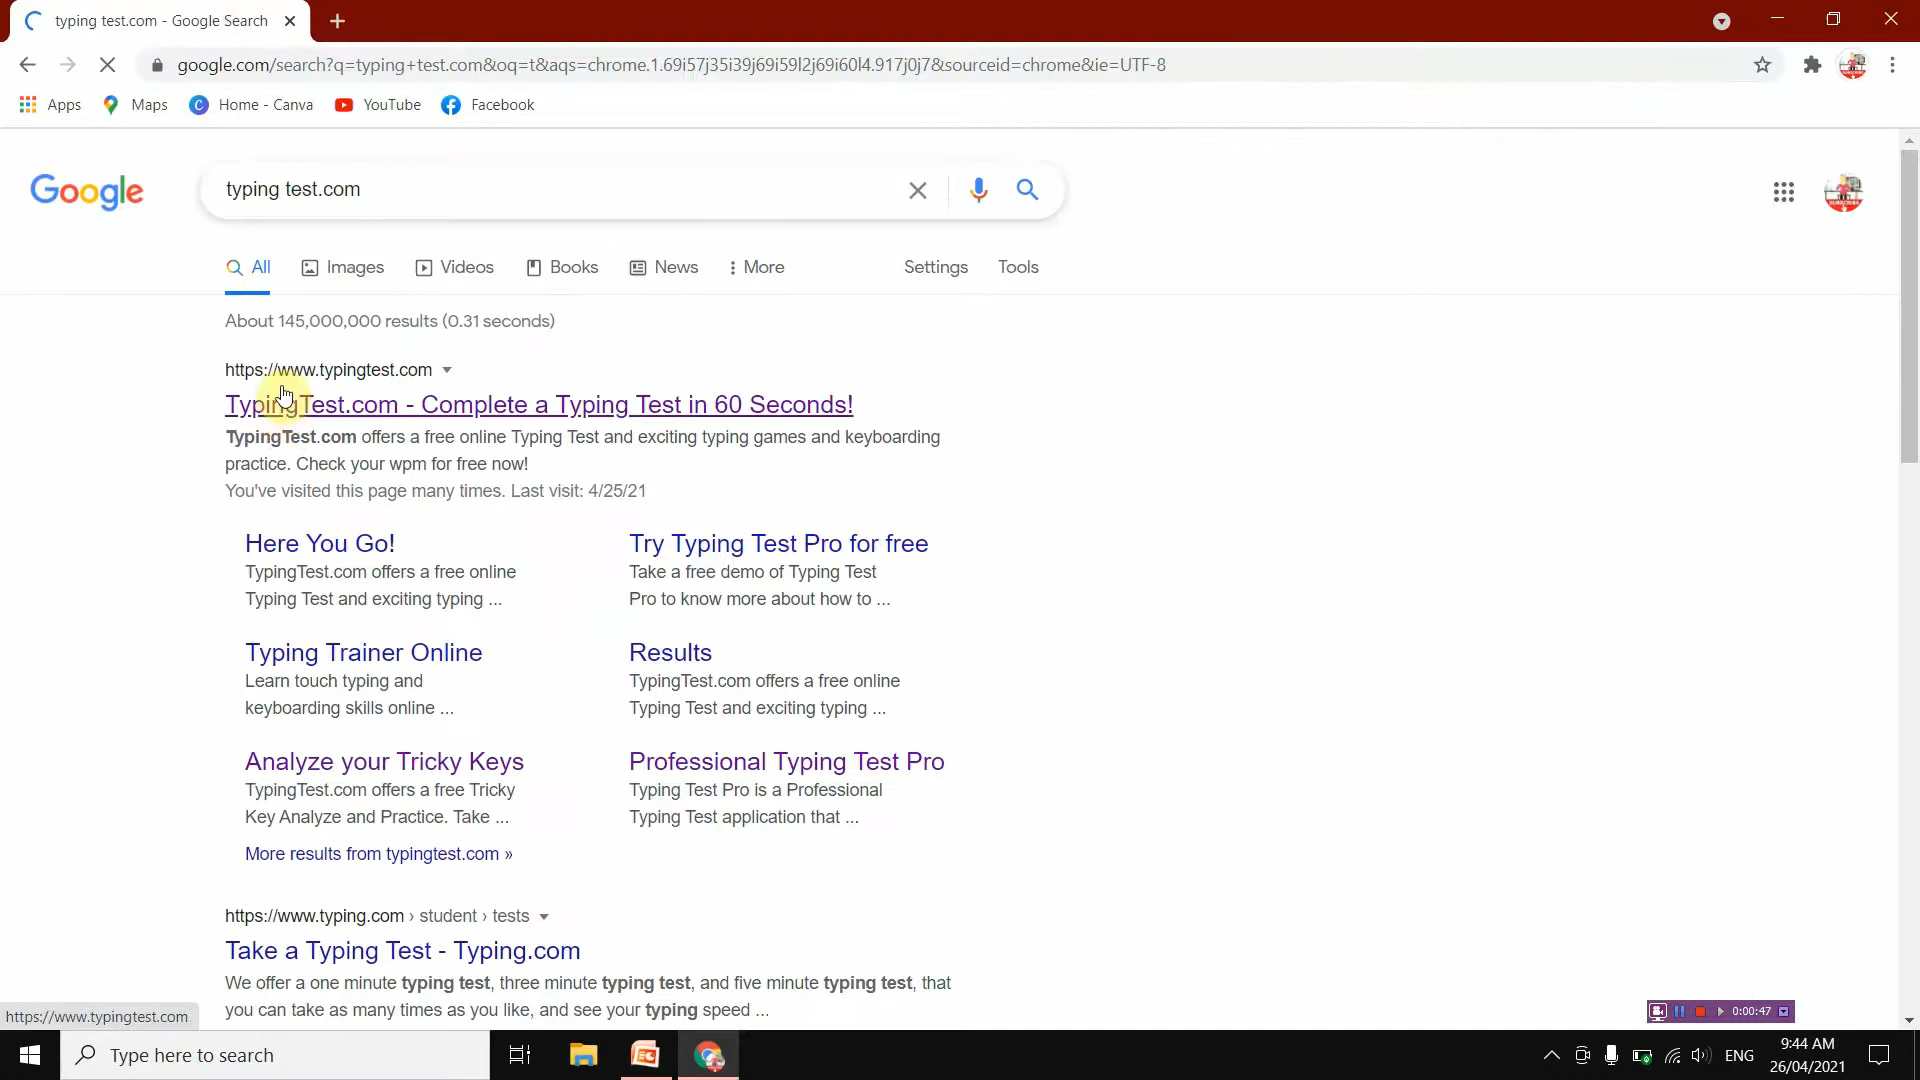 typing test.com - Google Search
google.com/search?q=typing+test.com&oq=t&aqs=chrome.1.69i57j35i39j69i59l2j69i60l4.917j0j7&sourceid=chrome&ie=UTF-8
Apps Maps Home - Canva YouTube Facebook
Google typing test.com
All Images Videos Books News More Settings Tools
About 145,000,000 results (0.31 seconds)
https://www.typingtest.com
TypingTest.com - Complete a Typing Test in 60 Seconds!
TypingTest.com offers a free online Typing Test and exciting typing games and keyboarding
practice. Check your wpm for free now!
You've visited this page many times. Last visit: 4/25/21
Here You Go!
TypingTest.com offers a free online
Typing Test and exciting typing ...
Try Typing Test Pro for free
Take a free demo of Typing Test
Pro to know more about how to ...
Typing Trainer Online
Learn touch typing and
keyboarding skills online ...
Results
TypingTest.com offers a free online
Typing Test and exciting typing ...
Analyze your Tricky Keys
TypingTest.com offers a free Tricky
Key Analyze and Practice. Take ...
Professional Typing Test Pro
Typing Test Pro is a Professional
Typing Test application that ...
More results from typingtest.com »
https://www.typing.com › student › tests
Take a Typing Test - Typing.com
We offer a one minute typing test, three minute typing test, and five minute typing test, that
you can take as many times as you like, and see your typing speed ...
https://www.typingtest.com
0:00:47
Type here to search
ENG
9:44 AM
26/04/2021